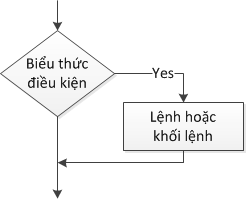 Biểu thức
điều kiện
Yes
Lệnh hoặc
khối lệnh